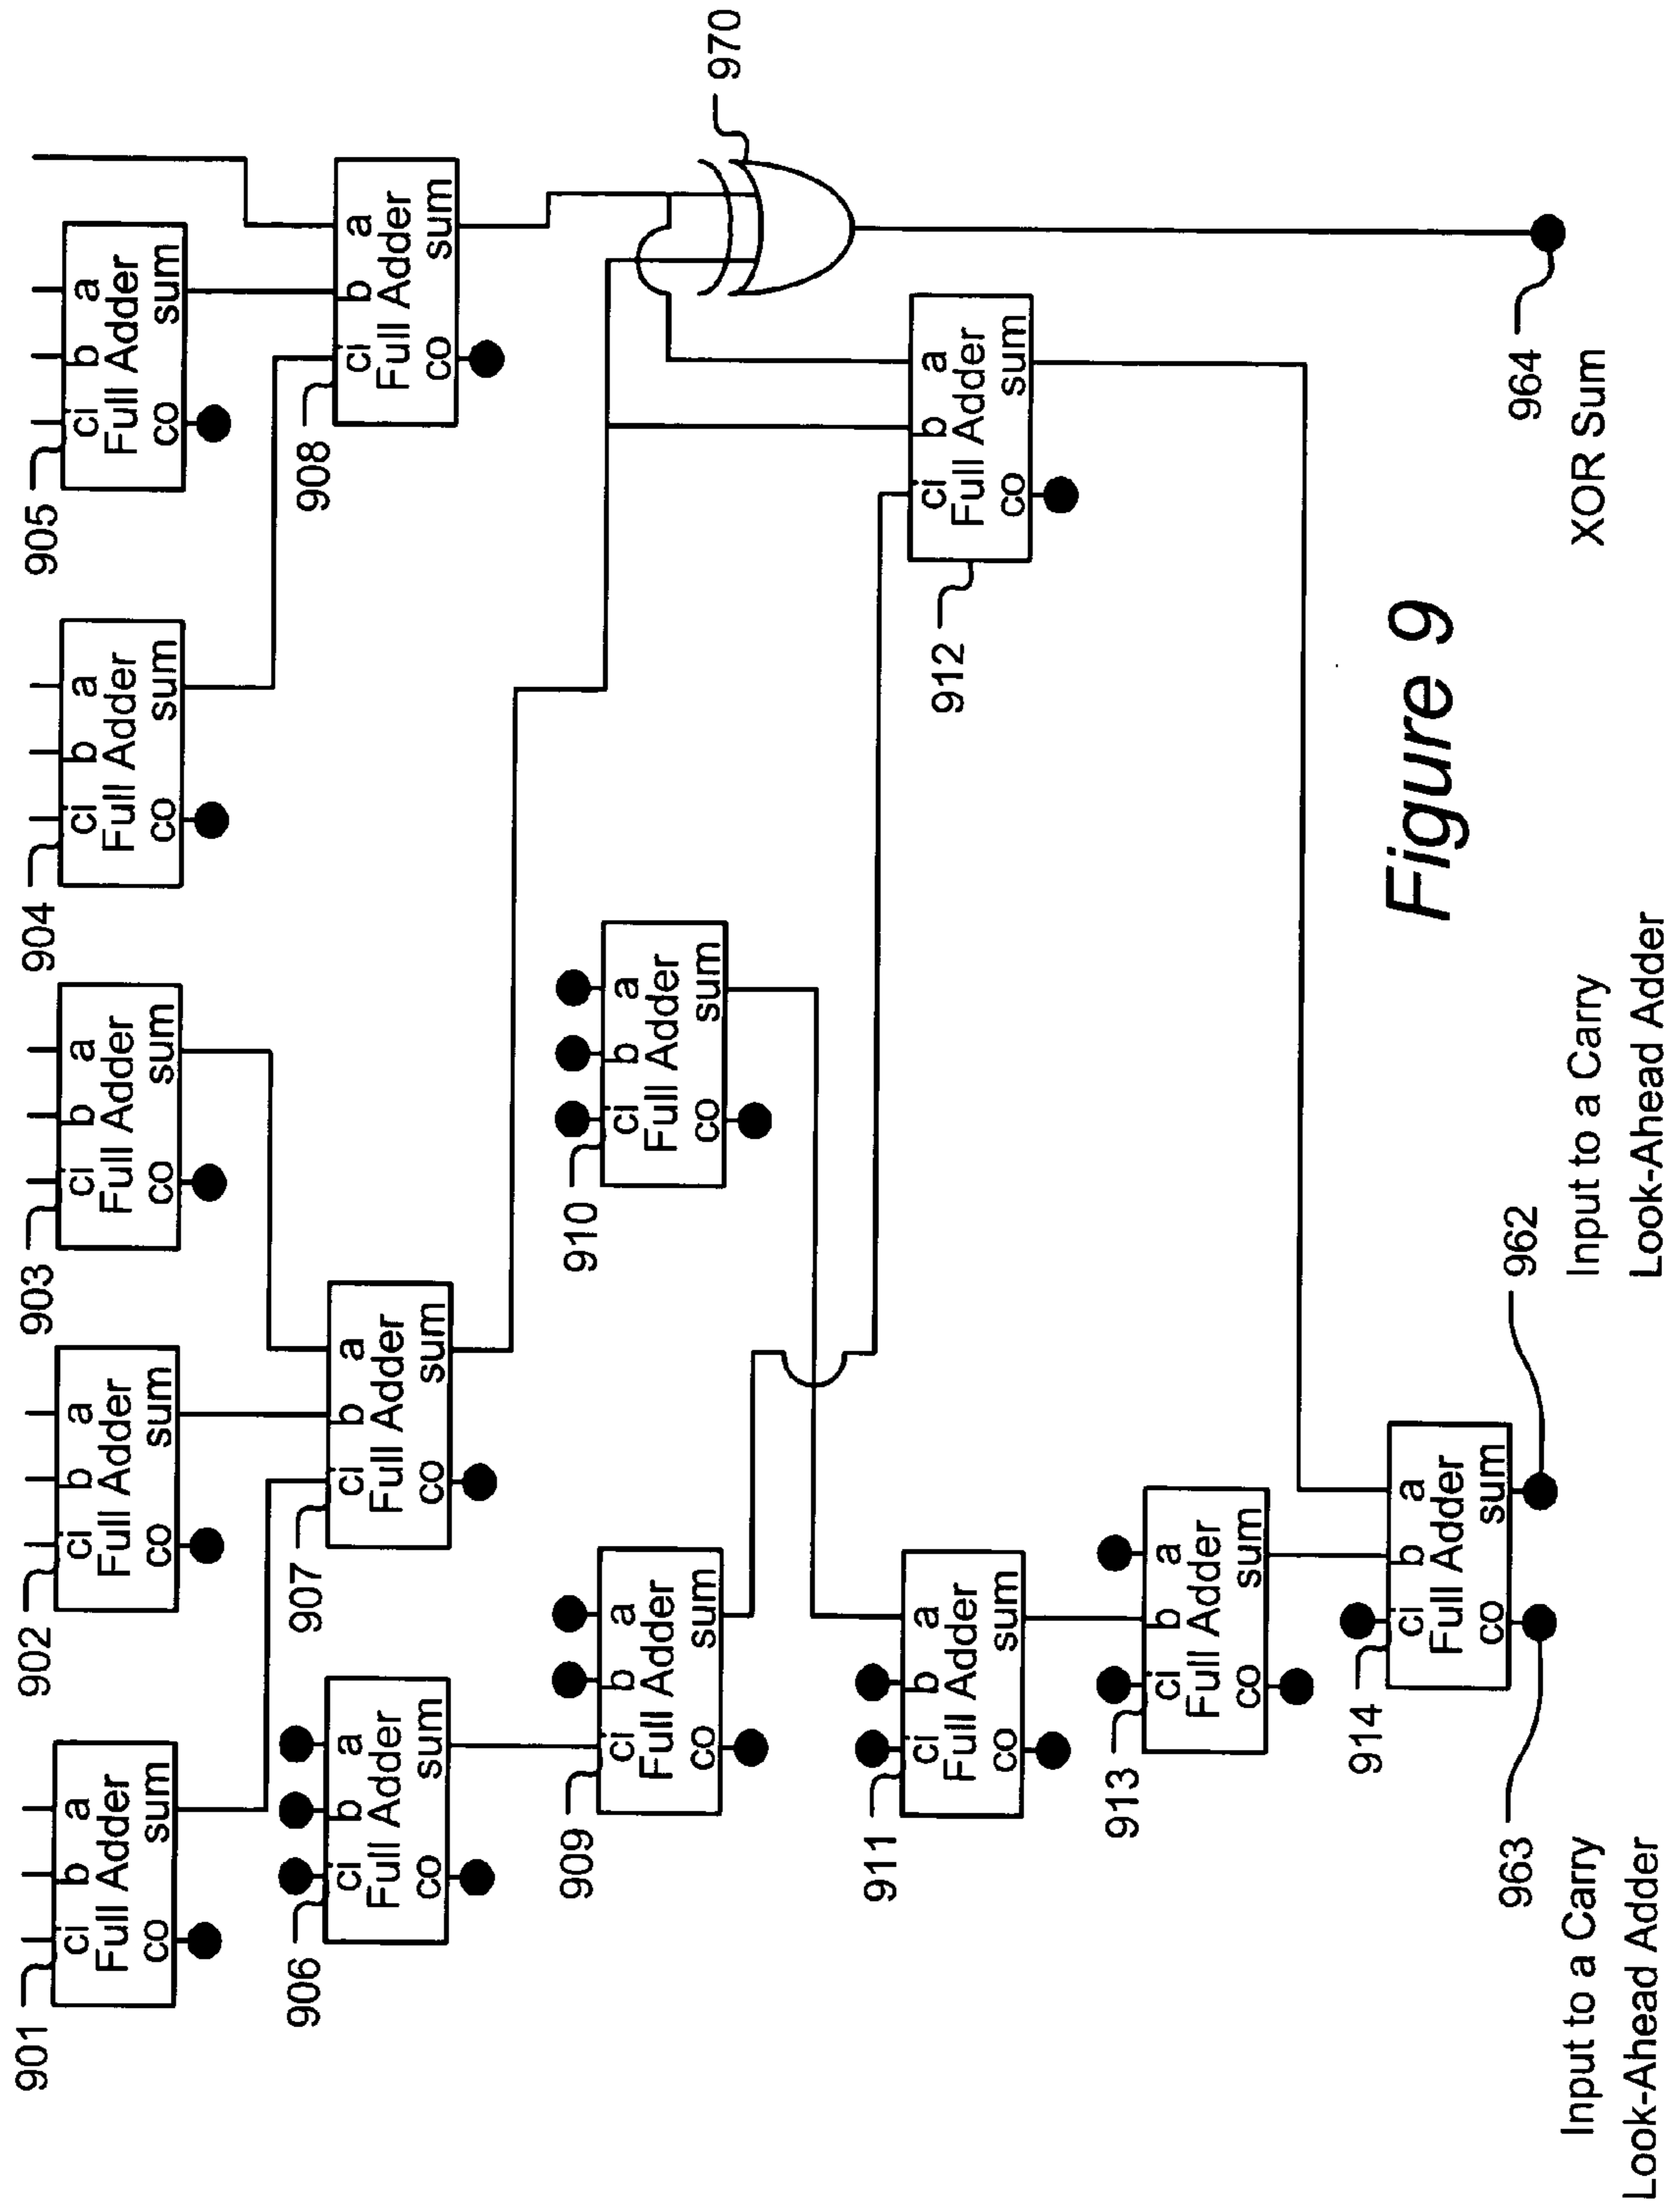 901
ci b a
Full Adder
co sum
902
ci b a
Full Adder
co sum
903
ci b a
Full Adder
co sum
904
ci b a
Full Adder
co sum
905
ci b a
Full Adder
co sum
906
ci b a
Full Adder
co sum
907
ci b a
Full Adder
co sum
908
ci b a
Full Adder
co sum
909
ci b a
Full Adder
co sum
910
ci b a
Full Adder
co sum
970
911
ci b a
Full Adder
co sum
912
ci b a
Full Adder
co sum
913
ci b a
Full Adder
co sum
914
ci b a
Full Adder
co sum
Figure 9
963
Input to a Carry
Look-Ahead Adder
962
Input to a Carry
Look-Ahead Adder
964
XOR Sum